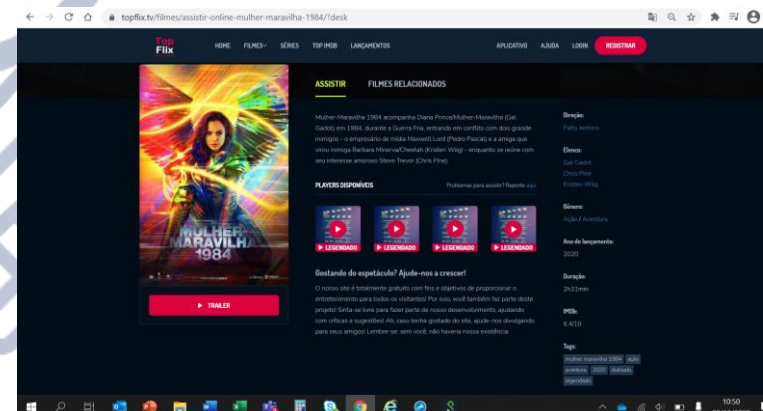 topflix.tv/filmes/assistir-online-mulher-maravilha-1984/?desk
Top
Flix
HOME FILMES SÉRIES TOP IMDB LANÇAMENTOS APLICATIVO AJUDA LOGIN REGISTRAR
ASSISTIR FILMES RELACIONADOS
Mulher-Maravilha 1984 acompanha Diana Prince/Mulher-Maravilha (Gal
Gadot) em 1984, durante a Guerra Fria, entrando em conflito com dois grande
inimigos - o empresário de mídia Maxwell Lord (Pedro Pascal) e a amiga que
virou inimiga Barbara Minerva/Cheetah (Kristen Wiig) - enquanto se reúne com
seu interesse amoroso Steve Trevor (Chris Pine).
PLAYERS DISPONÍVEIS Problemas para assistir? Reporte aqui
LEGENDADO LEGENDADO LEGENDADO LEGENDADO
Gostando do espetáculo? Ajude-nos a crescer!
O nosso site é totalmente gratuito com fins e objetivos de proporcionar o
entretenimento para todos os visitantes! Por isso, você também faz parte deste
projeto! Sinta-se livre para fazer parte de nosso desenvolvimento, ajudando
com críticas e sugestões! Ah, caso tenha gostado do site, ajude-nos divulgando
para seus amigos! Lembre-se: sem você, não haveria nossa existência.
MULHER
MARAVILHA
1984
TRAILER
Direção:
Patty Jenkins
Elenco:
Gal Gadot
Chris Pine
Kristen Wiig
Gênero:
Ação / Aventura
Ano de lançamento:
2020
Duração:
2h31min
IMDb:
6.4/10
Tags:
mulher maravilha 1984 ação
aventura 2020 dublado
legendado
10:50